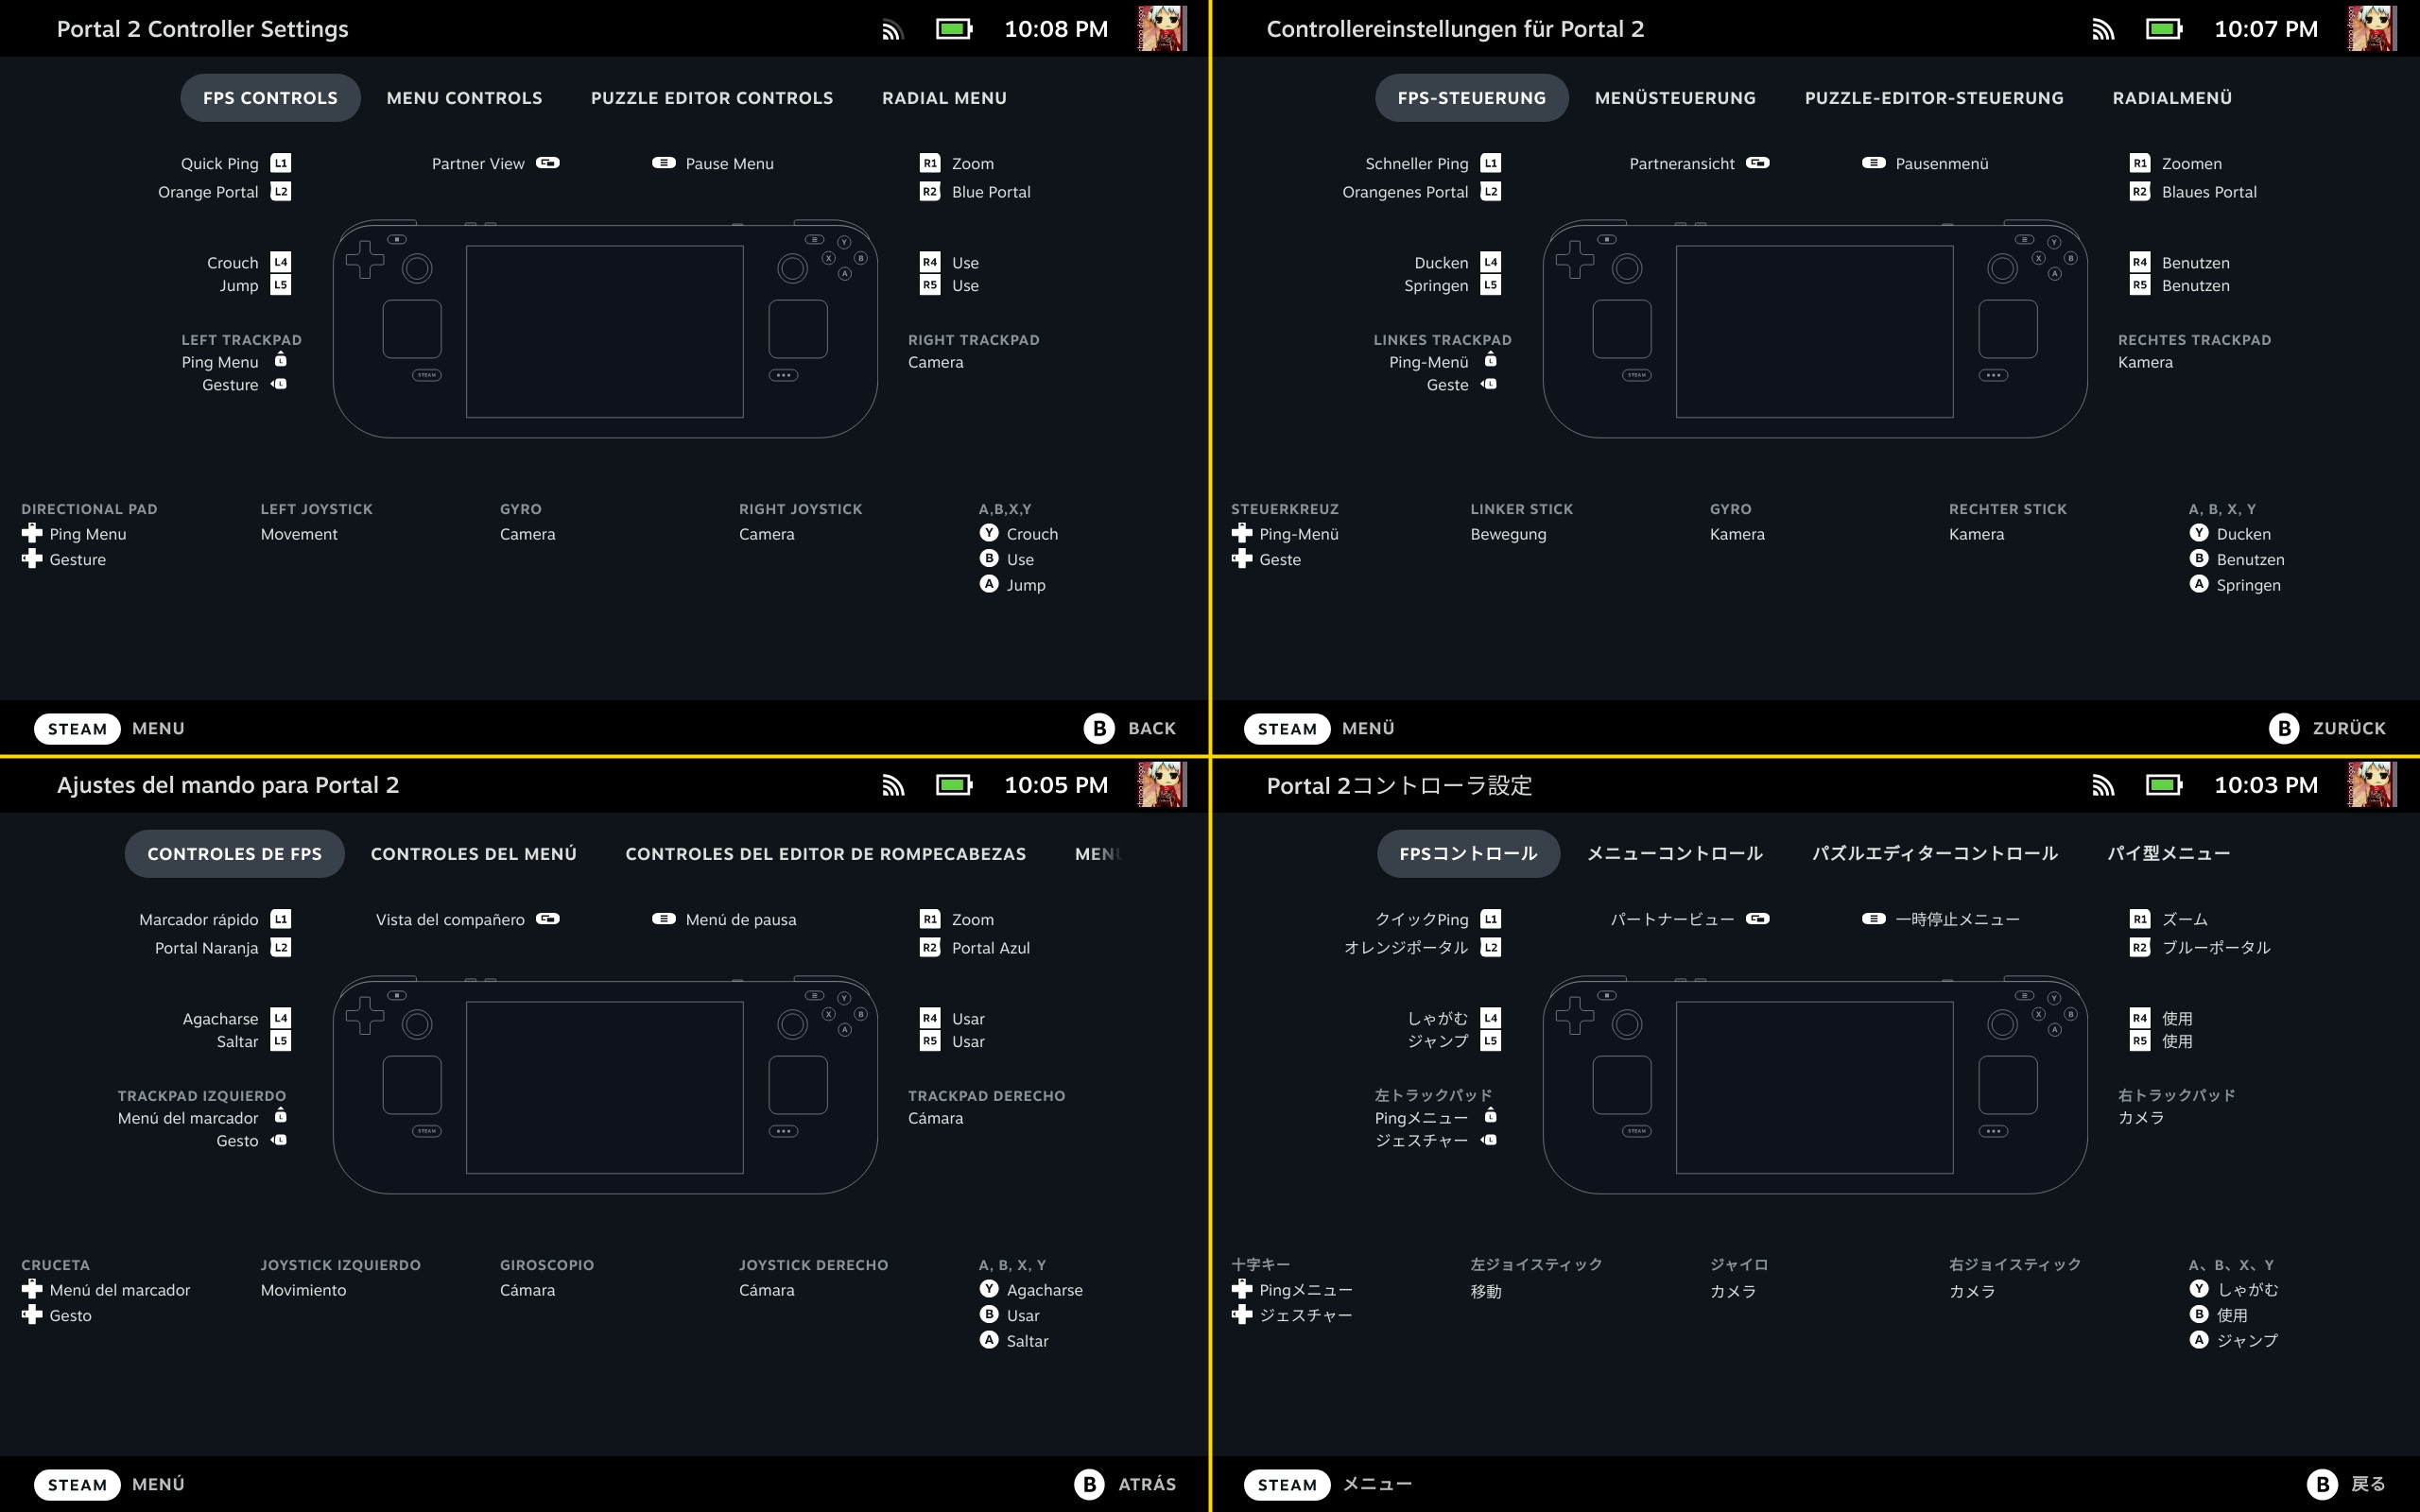 Portal 2 Controller Settings
10:08 PM
FPS CONTROLS MENU CONTROLS PUZZLE EDITOR CONTROLS RADIAL MENU
Quick Ping L1 Partner View Pause Menu R1 Zoom
Orange Portal L2 R2 Blue Portal
Crouch L4 R4 Use
Jump L5 R5 Use
LEFT TRACKPAD RIGHT TRACKPAD
Ping Menu L Camera
Gesture L
Y
X B
A
STEAM
DIRECTIONAL PAD LEFT JOYSTICK GYRO RIGHT JOYSTICK A,B,X,Y
Ping Menu Movement Camera Camera Y Crouch
Gesture B Use
A Jump
STEAM MENU B BACK
Controllereinstellungen für Portal 2
10:07 PM
FPS-STEUERUNG MENÜSTEUERUNG PUZZLE-EDITOR-STEUERUNG RADIALMENÜ
Schneller Ping L1 Partneransicht Pausenmenü R1 Zoomen
Orangenes Portal L2 R2 Blaues Portal
Ducken L4 R4 Benutzen
Springen L5 R5 Benutzen
LINKES TRACKPAD RECHTES TRACKPAD
Ping-Menü L Kamera
Geste L
Y
X B
A
STEAM
STEUERKREUZ LINKER STICK GYRO RECHTER STICK A, B, X, Y
Ping-Menü Bewegung Kamera Kamera Y Ducken
Geste B Benutzen
A Springen
STEAM MENÜ B ZURÜCK
Ajustes del mando para Portal 2
10:05 PM
CONTROLES DE FPS CONTROLES DEL MENÚ CONTROLES DEL EDITOR DE ROMPECABEZAS MENÚ
Marcador rápido L1 Vista del compañero Menú de pausa R1 Zoom
Portal Naranja L2 R2 Portal Azul
Agacharse L4 R4 Usar
Saltar L5 R5 Usar
TRACKPAD IZQUIERDO TRACKPAD DERECHO
Menú del marcador L Cámara
Gesto L
Y
X B
A
STEAM
CRUCETA JOYSTICK IZQUIERDO GIROSCOPIO JOYSTICK DERECHO A, B, X, Y
Menú del marcador Movimiento Cámara Cámara Y Agacharse
Gesto B Usar
A Saltar
STEAM MENÚ B ATRÁS
Portal 2コントローラ設定
10:03 PM
FPSコントロール メニューコントロール パズルエディターコントロール パイ型メニュー
クイックPing L1 パートナービュー 一時停止メニュー R1 ズーム
オレンジポータル L2 R2 ブルーポータル
しゃがむ L4 R4 使用
ジャンプ L5 R5 使用
左トラックパッド 右トラックパッド
Pingメニュー L カメラ
ジェスチャー L
Y
X B
A
STEAM
十字キー 左ジョイスティック ジャイロ 右ジョイスティック A、B、X、Y
Pingメニュー 移動 カメラ カメラ Y しゃがむ
ジェスチャー B 使用
A ジャンプ
STEAM メニュー B 戻る